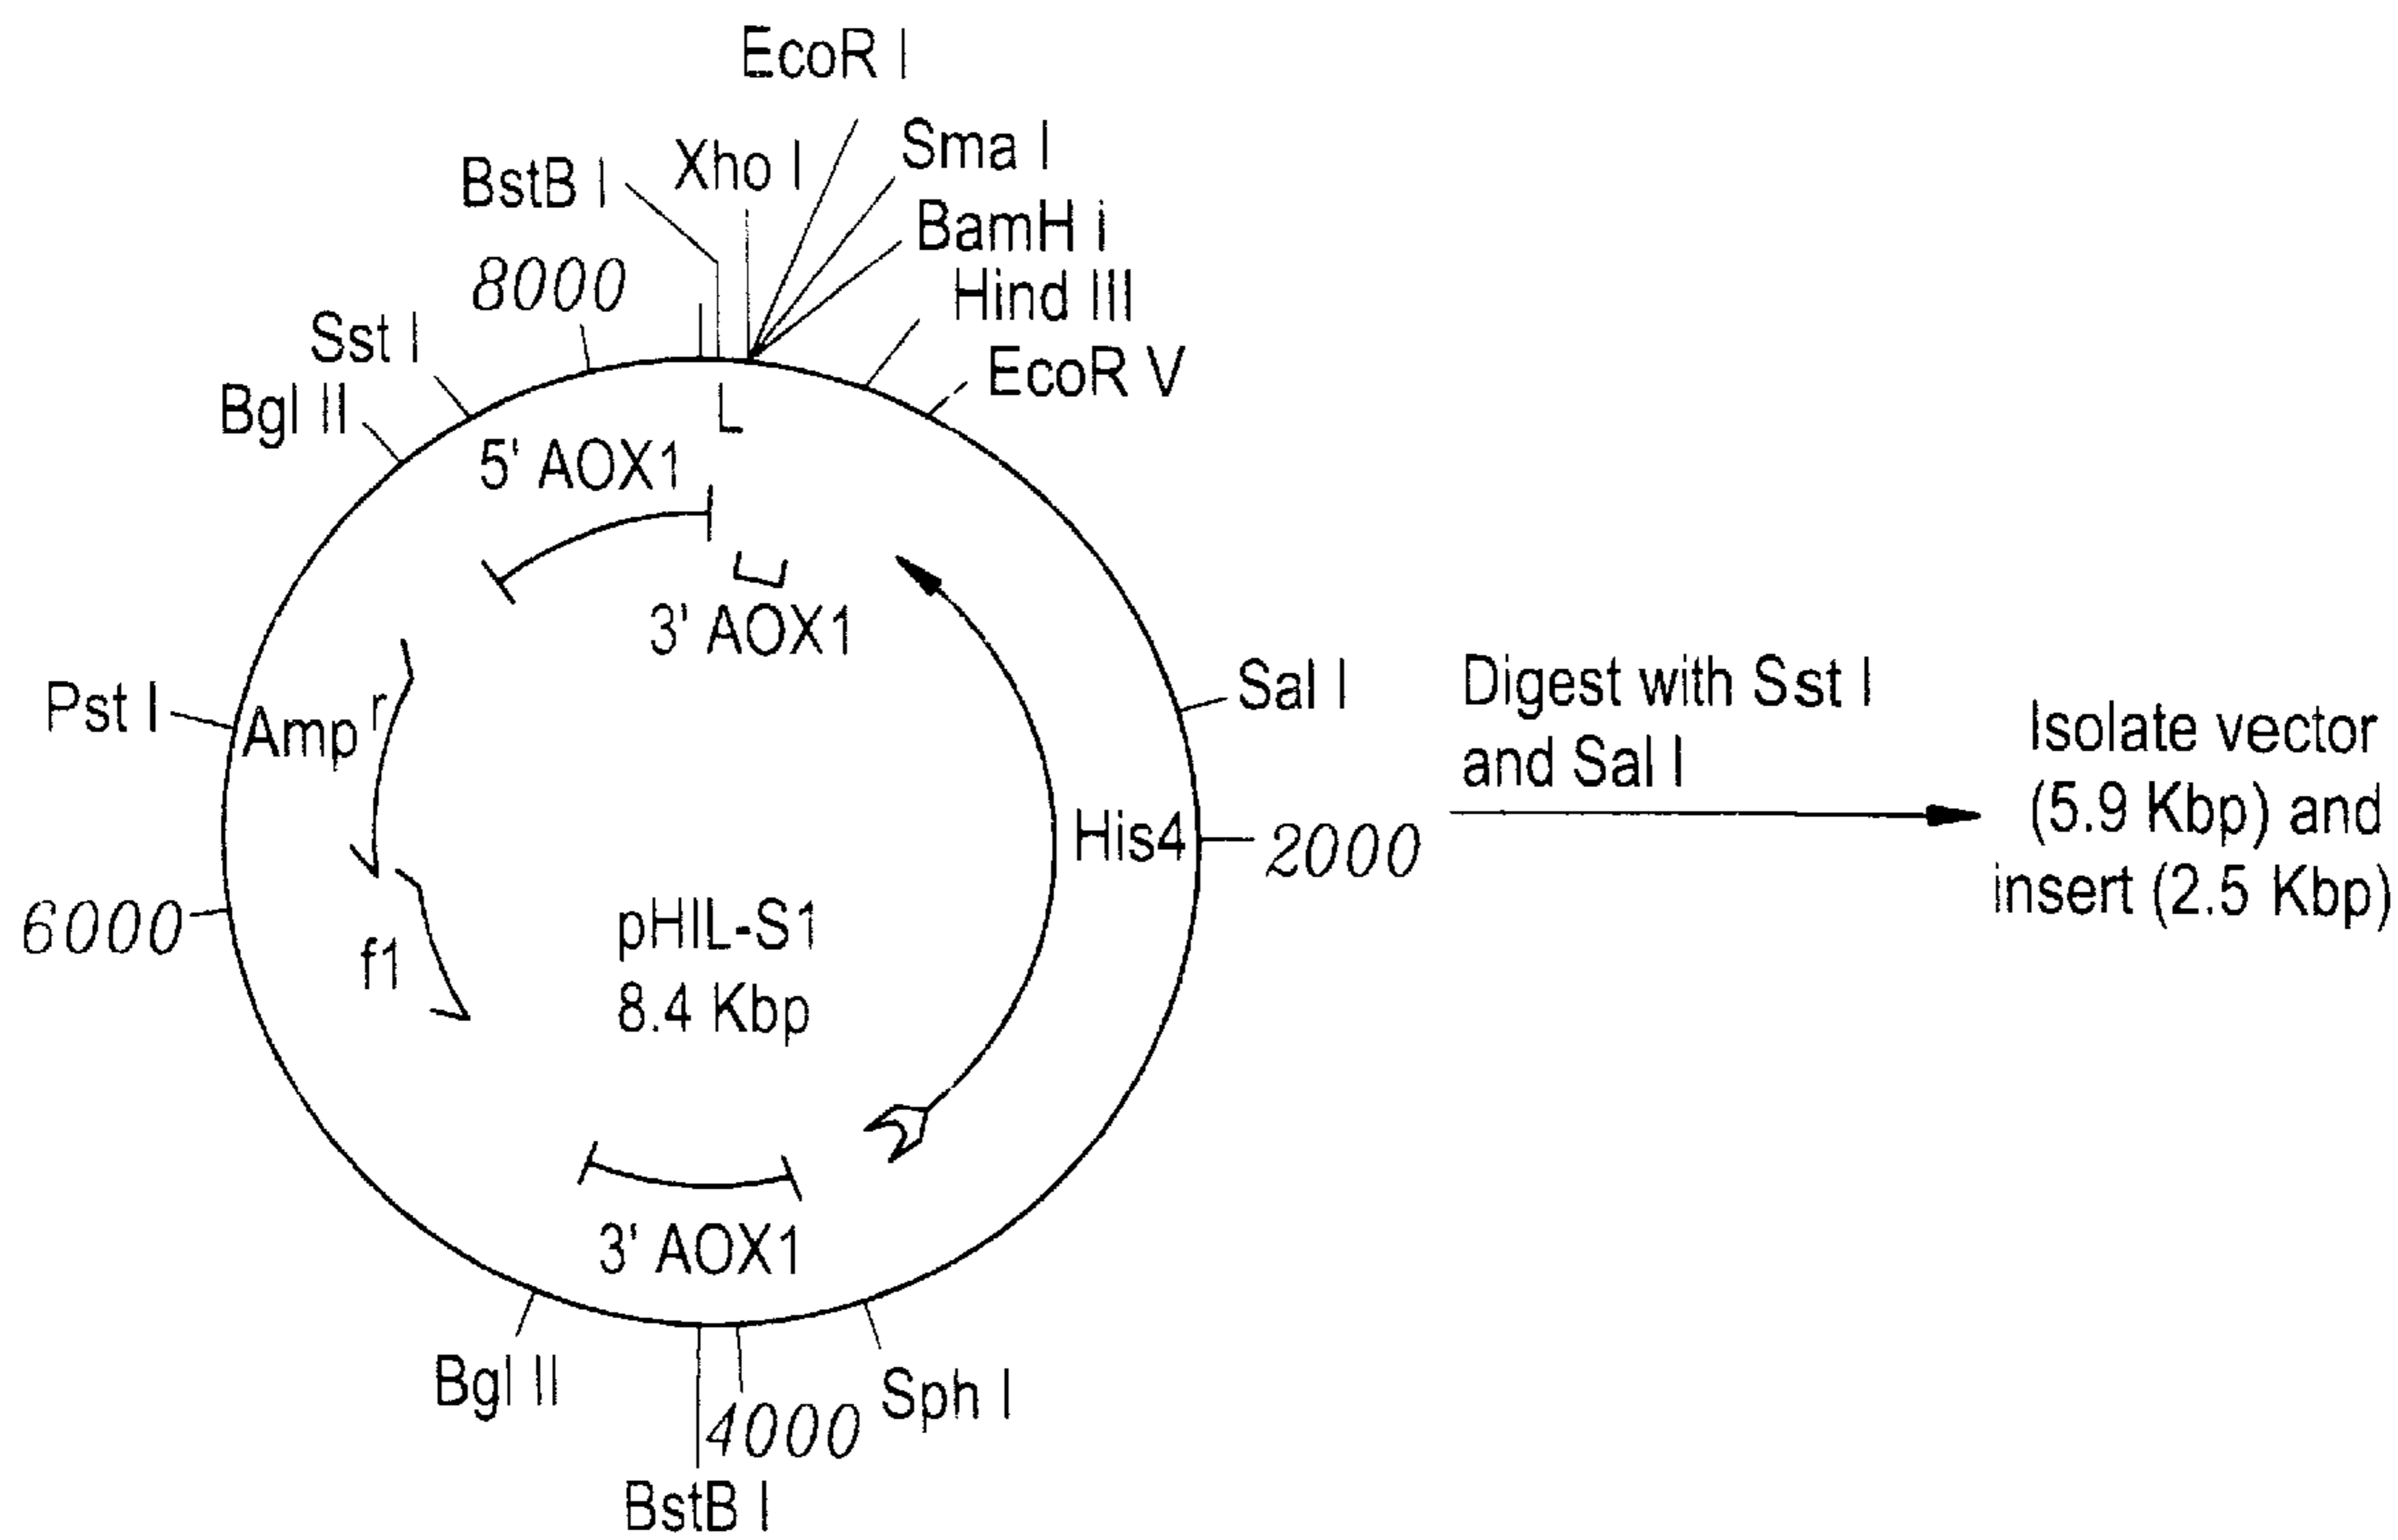 EcoR I
Sma I
Xho I
BstB I
BamH i
8000
Hind III
Sst I
EcoR V
Bgl II
L
5' AOX1
3' AOX1
Sal I
Digest with Sst I
and Sal I
Pst I
Amp r
Isolate vector
(5.9 Kbp) and
insert (2.5 Kbp)
His4
2000
6000
f1
pHIL-S1
8.4 Kbp
3' AOX1
Bgl II
Sph I
4000
BstB I